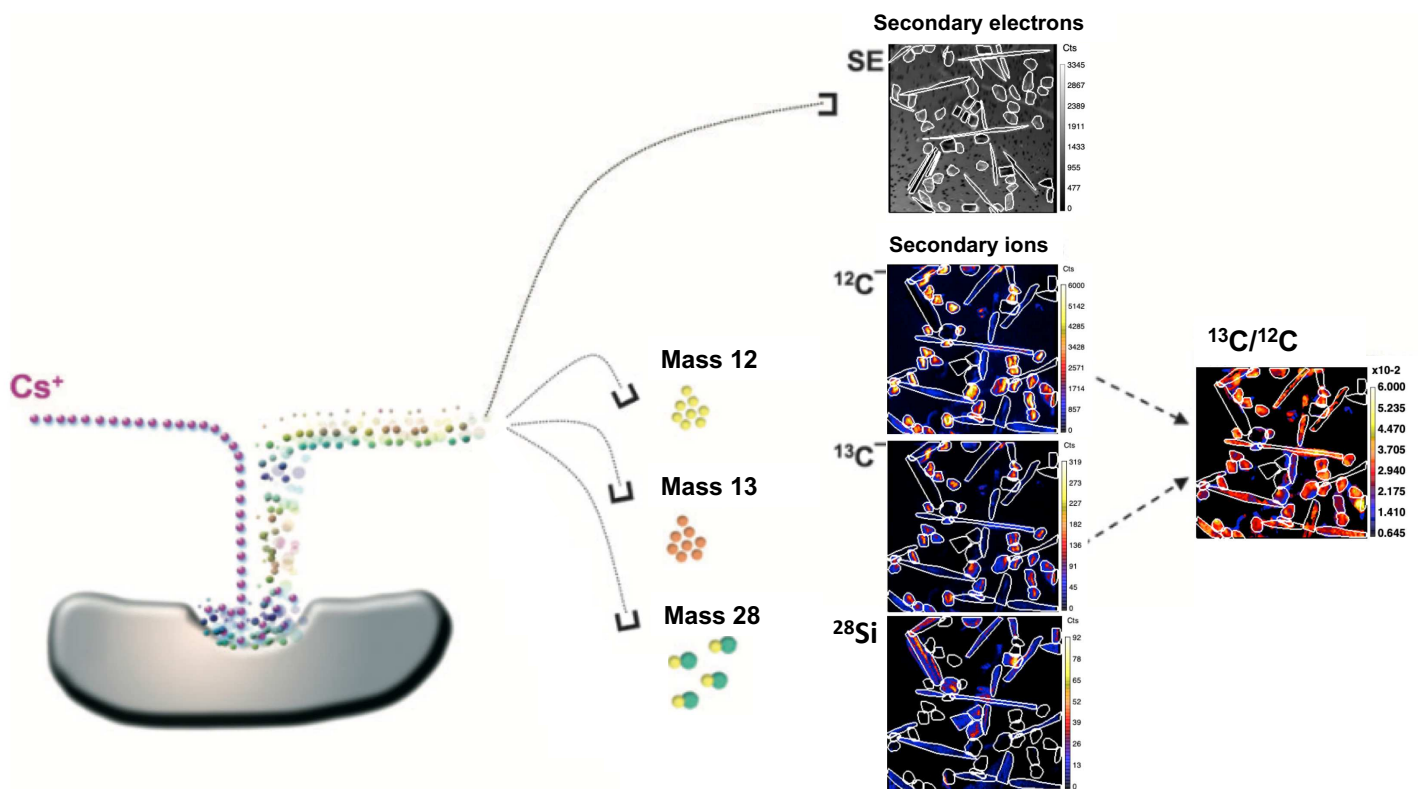 Secondary electrons
SE
Cts
3345
2867
2389
1911
1433
955
477
0
Secondary ions
¹²C⁻
Cts
6000
5142
4285
3428
2571
1714
857
0
Mass 12
Cs⁺
¹³C/¹²C
x10-2
6.000
5.235
4.470
3.705
2.940
2.175
1.410
0.645
¹³C⁻
Cts
319
273
227
182
136
91
45
0
Mass 13
Mass 28
²⁸Si
Cts
92
78
65
52
39
26
13
0